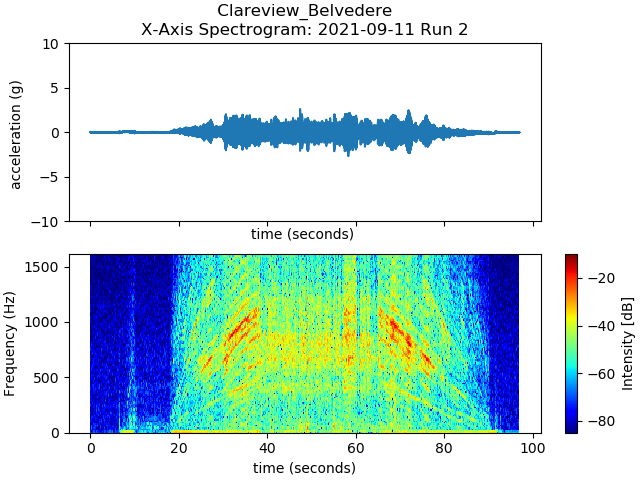 Clareview_Belvedere
X-Axis Spectrogram: 2021-09-11 Run 2
10
5
0
−5
−10
acceleration (g)
time (seconds)
1500
1000
500
0
Frequency (Hz)
0 20 40 60 80 100
time (seconds)
−20
−40
−60
−80
Intensity [dB]